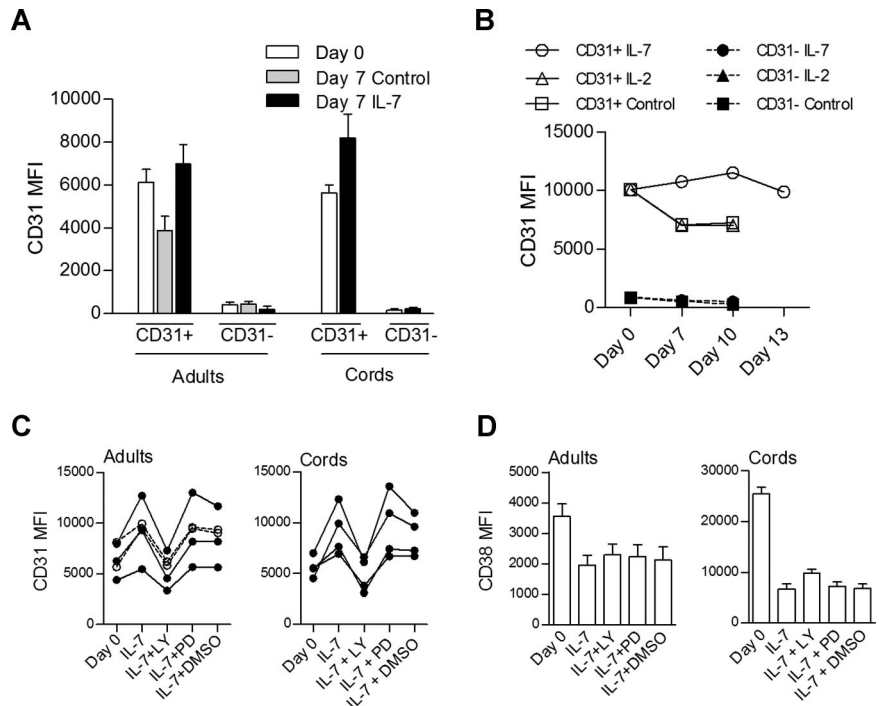 A
Day 0
Day 7 Control
Day 7 IL-7
CD31 MFI
10000
8000
6000
4000
2000
0
CD31+ CD31- CD31+ CD31-
Adults Cords
B
CD31+ IL-7 CD31- IL-7
CD31+ IL-2 CD31- IL-2
CD31+ Control CD31- Control
CD31 MFI
15000
10000
5000
0
Day 0 Day 7 Day 10 Day 13
C
Adults
CD31 MFI
15000
10000
5000
0
Day 0 IL-7 IL-7+LY IL-7+PD IL-7+DMSO
Cords
15000
10000
5000
0
Day 0 IL-7 IL-7 + LY IL-7 + PD IL-7 + DMSO
D
Adults
CD38 MFI
5000
4000
3000
2000
1000
0
Day 0 IL-7 IL-7+LY IL-7+PD IL-7+DMSO
Cords
30000
20000
10000
0
Day 0 IL-7 IL-7 + LY IL-7 + PD IL-7 + DMSO